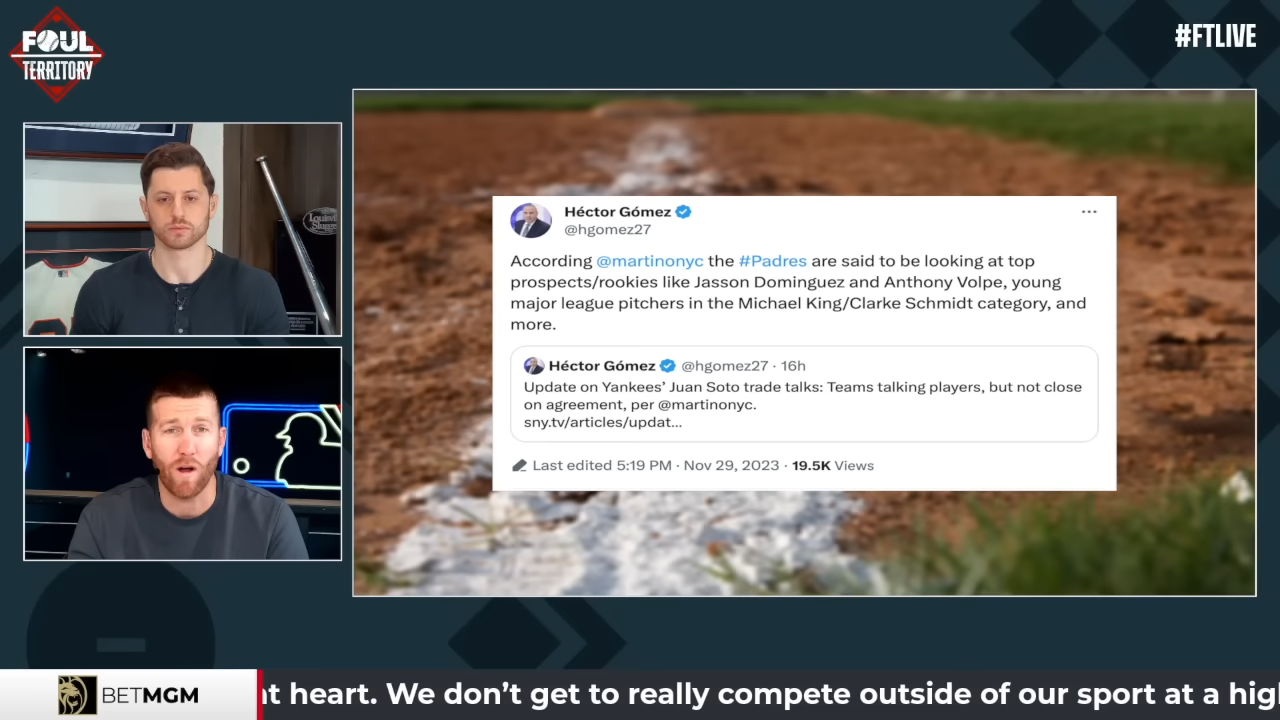 FOUL
TERRITORY
#FTLIVE
Louisville
Slugger
Héctor Gómez
@hgomez27
According @martinonyc the #Padres are said to be looking at top
prospects/rookies like Jasson Dominguez and Anthony Volpe, young
major league pitchers in the Michael King/Clarke Schmidt category, and
more.
Héctor Gómez @hgomez27 · 16h
Update on Yankees’ Juan Soto trade talks: Teams talking players, but not close
on agreement, per @martinonyc.
sny.tv/articles/updat...
Last edited 5:19 PM · Nov 29, 2023 · 19.5K Views
BETMGM
t heart. We don’t get to really compete outside of our sport at a hig